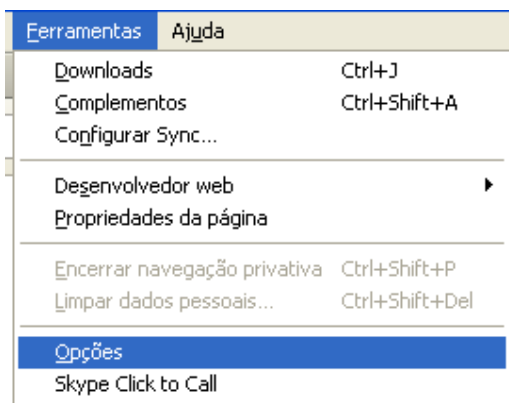 Ferramentas Ajuda
Downloads Ctrl+J
Complementos Ctrl+Shift+A
Configurar Sync...
Desenvolvedor web
Propriedades da página
Encerrar navegação privativa Ctrl+Shift+P
Limpar dados pessoais... Ctrl+Shift+Del
Opções
Skype Click to Call